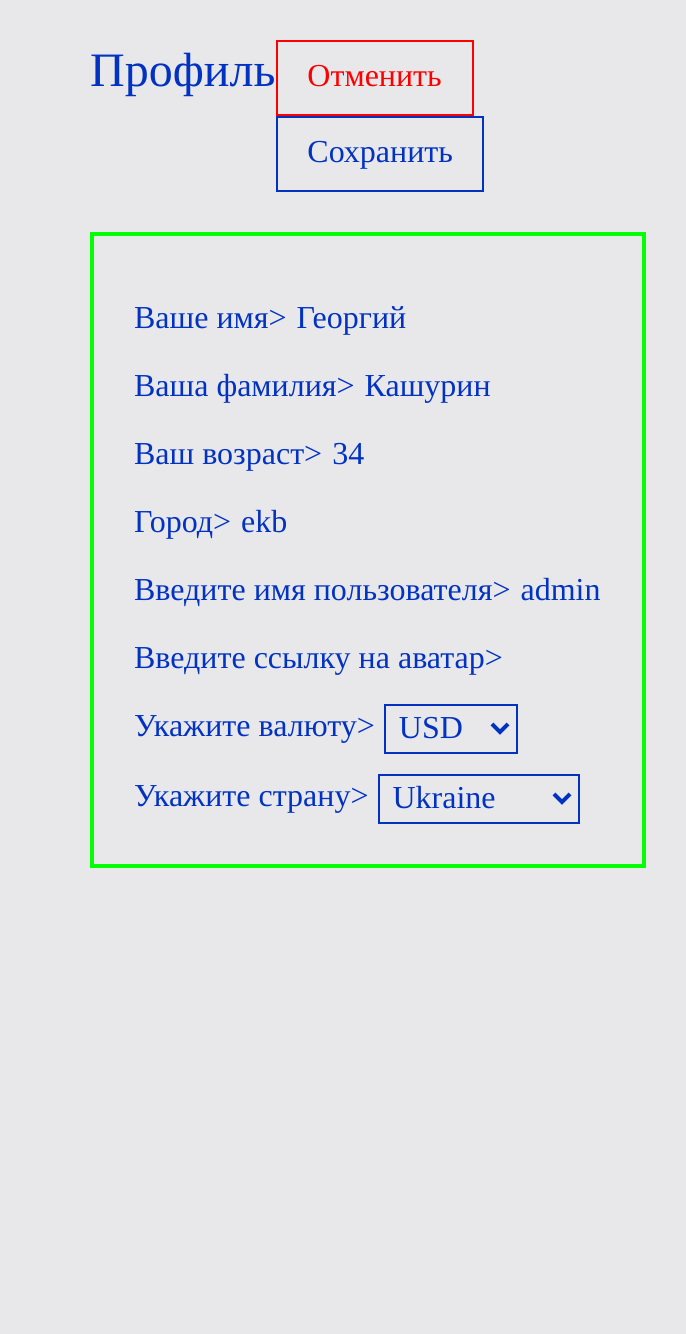 Профиль
Отменить
Сохранить
Ваше имя> Георгий
Ваша фамилия> Кашурин
Ваш возраст> 34
Город> ekb
Введите имя пользователя> admin
Введите ссылку на аватар>
Укажите валюту> USD
Укажите страну> Ukraine